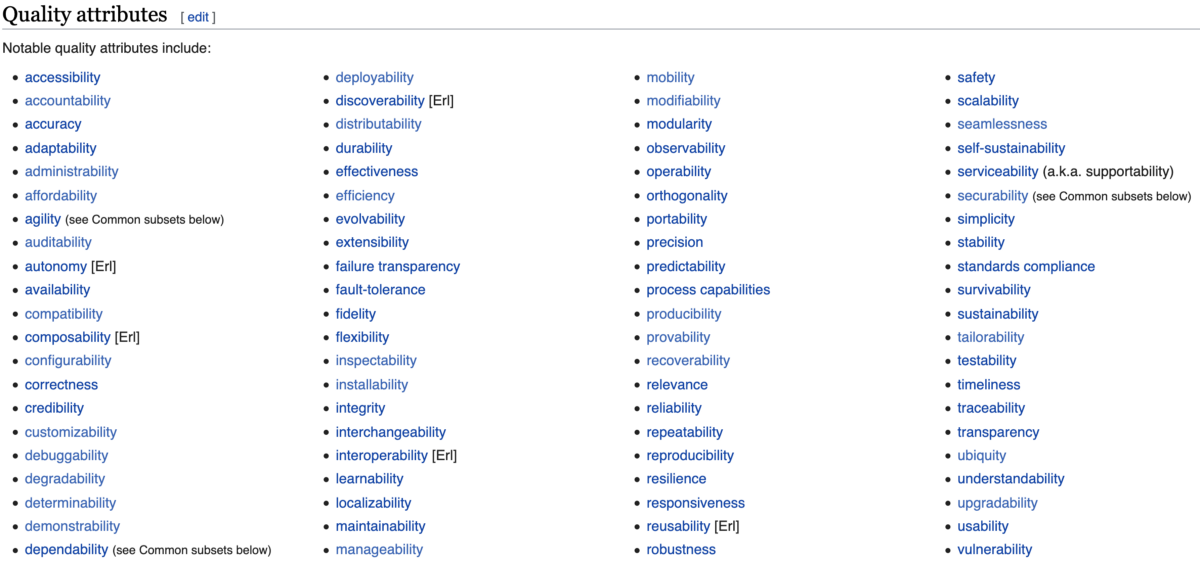 Quality attributes [ edit ]
Notable quality attributes include:
accessibility
accountability
accuracy
adaptability
administrability
affordability
agility (see Common subsets below)
auditability
autonomy [Erl]
availability
compatibility
composability [Erl]
configurability
correctness
credibility
customizability
debuggability
degradability
determinability
demonstrability
dependability (see Common subsets below)
deployability
discoverability [Erl]
distributability
durability
effectiveness
efficiency
evolvability
extensibility
failure transparency
fault-tolerance
fidelity
flexibility
inspectability
installability
integrity
interchangeability
interoperability [Erl]
learnability
localizability
maintainability
manageability
mobility
modifiability
modularity
observability
operability
orthogonality
portability
precision
predictability
process capabilities
producibility
provability
recoverability
relevance
reliability
repeatability
reproducibility
resilience
responsiveness
reusability [Erl]
robustness
safety
scalability
seamlessness
self-sustainability
serviceability (a.k.a. supportability)
securability (see Common subsets below)
simplicity
stability
standards compliance
survivability
sustainability
tailorability
testability
timeliness
traceability
transparency
ubiquity
understandability
upgradability
usability
vulnerability